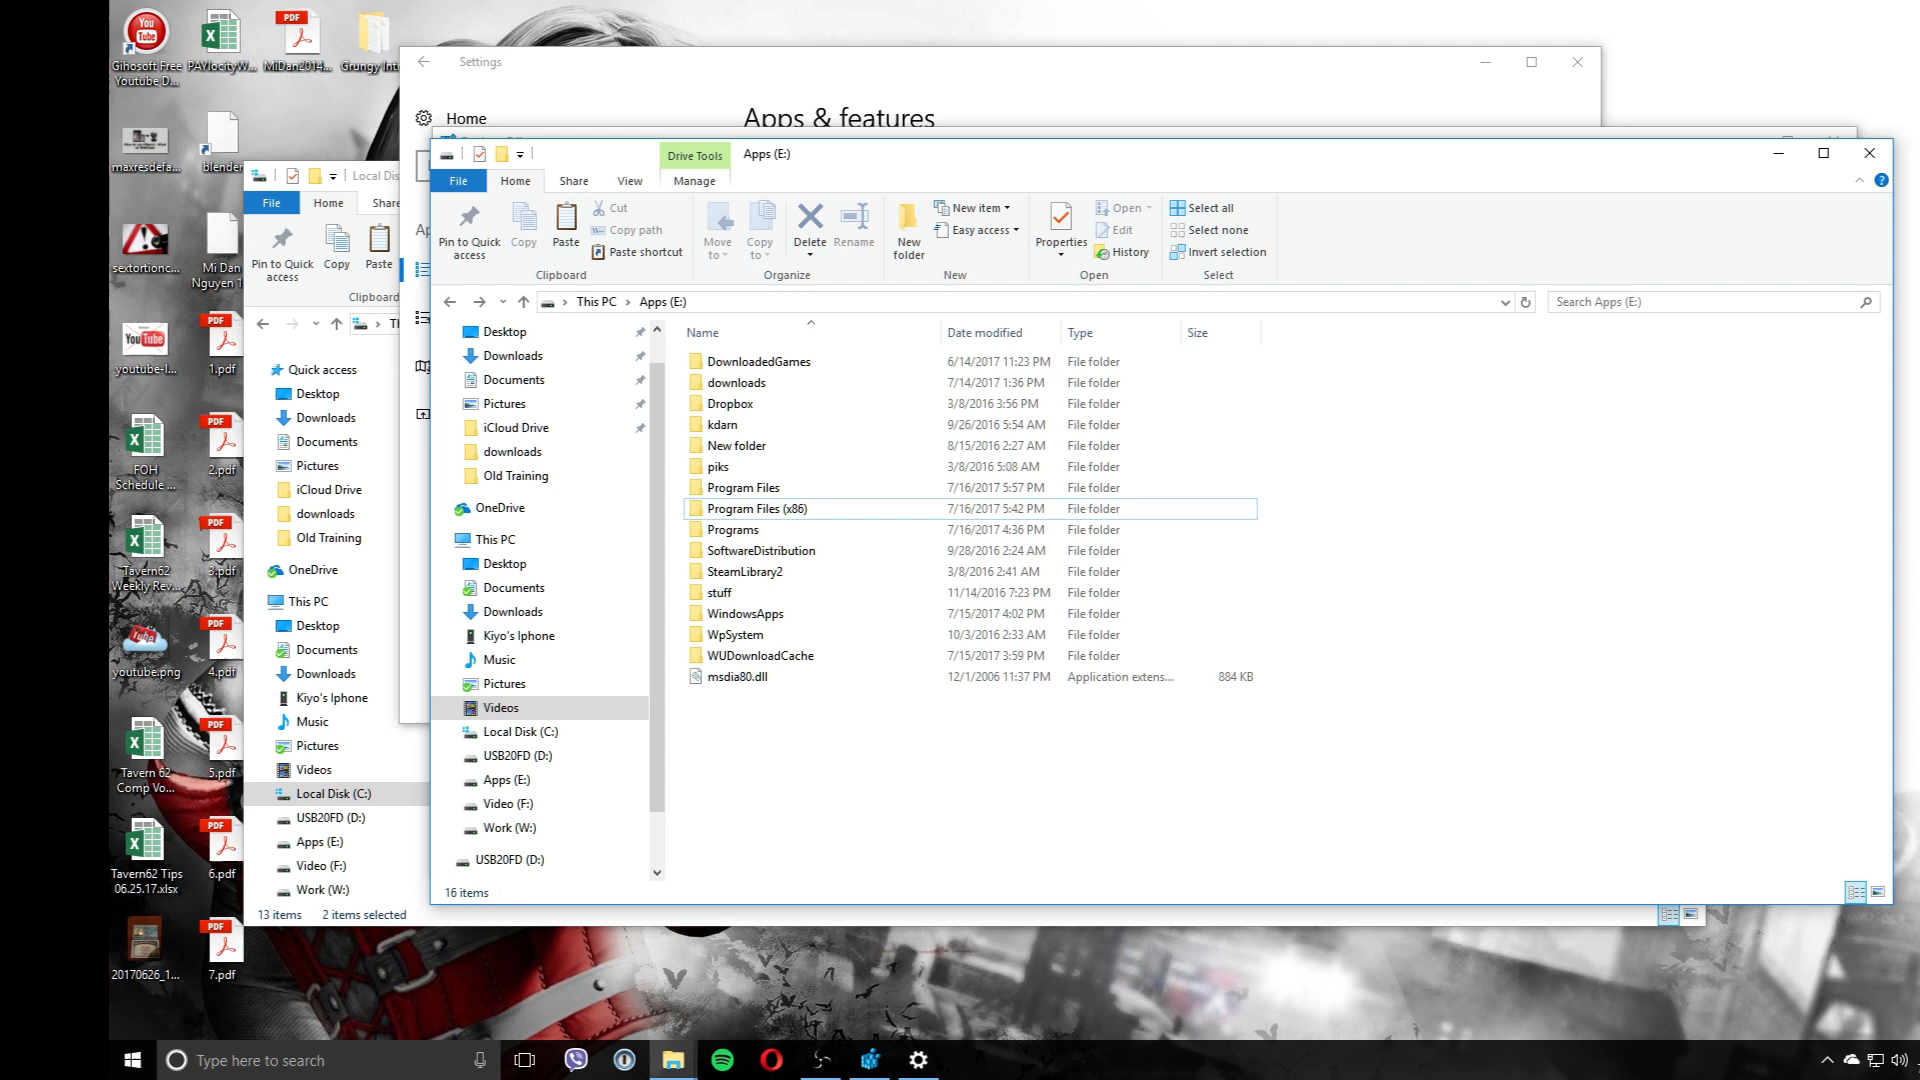 Gihosoft Free
Youtube D...
PAYlocityW...
MiDan2014...
Grungy Int
maxresdefa...
blender
sextortionc...
Mi Dan
Nguyen 1
youtube-l...
1.pdf
FOH
Schedule ...
2.pdf
Tavern62
Weekly Rev...
3.pdf
youtube.png
4.pdf
Tavern 62
Comp Vo...
5.pdf
Tavern62 Tips
06.25.17.xlsx
6.pdf
20170626_1...
7.pdf
Settings
Home
Apps & features
Local Dis
File
Home
Share
Pin to Quick
access
Copy
Paste
Clipboard
Quick access
Desktop
Downloads
Documents
Pictures
iCloud Drive
downloads
Old Training
OneDrive
This PC
Desktop
Documents
Downloads
Kiyo's Iphone
Music
Pictures
Videos
Local Disk (C:)
USB20FD (D:)
Apps (E:)
Video (F:)
Work (W:)
13 items 2 items selected
Drive Tools Apps (E:)
File Home Share View Manage
Pin to Quick
access
Copy
Paste
Cut
Copy path
Paste shortcut
Clipboard
Move
to
Copy
to
Delete
Rename
Organize
New
folder
New item
Easy access
New
Properties
Open
Edit
History
Open
Select all
Select none
Invert selection
Select
This PC > Apps (E:)
Search Apps (E:)
Desktop
Downloads
Documents
Pictures
iCloud Drive
downloads
Old Training
OneDrive
This PC
Desktop
Documents
Downloads
Kiyo's Iphone
Music
Pictures
Videos
Local Disk (C:)
USB20FD (D:)
Apps (E:)
Video (F:)
Work (W:)
USB20FD (D:)
Name Date modified Type Size
DownloadedGames 6/14/2017 11:23 PM File folder
downloads 7/14/2017 1:36 PM File folder
Dropbox 3/8/2016 3:56 PM File folder
kdarn 9/26/2016 5:54 AM File folder
New folder 8/15/2016 2:27 AM File folder
piks 3/8/2016 5:08 AM File folder
Program Files 7/16/2017 5:57 PM File folder
Program Files (x86) 7/16/2017 5:42 PM File folder
Programs 7/16/2017 4:36 PM File folder
SoftwareDistribution 9/28/2016 2:24 AM File folder
SteamLibrary2 3/8/2016 2:41 AM File folder
stuff 11/14/2016 7:23 PM File folder
WindowsApps 7/15/2017 4:02 PM File folder
WpSystem 10/3/2016 2:33 AM File folder
WUDownloadCache 7/15/2017 3:59 PM File folder
msdia80.dll 12/1/2006 11:37 PM Application extens... 884 KB
16 items
Type here to search